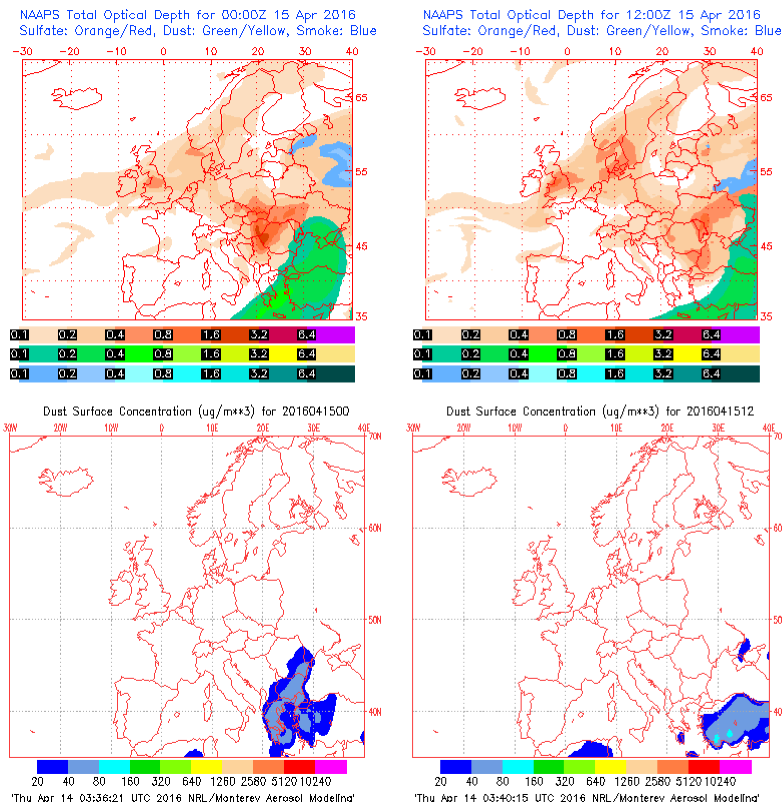 NAAPS Total Optical Depth for 00:00Z 15 Apr 2016
Sulfate: Orange/Red, Dust: Green/Yellow, Smoke: Blue
-30 -20 -10 0 10 20 30 40
65
55
45
35
0.1 0.2 0.4 0.8 1.6 3.2 6.4
0.1 0.2 0.4 0.8 1.6 3.2 6.4
0.1 0.2 0.4 0.8 1.6 3.2 6.4
NAAPS Total Optical Depth for 12:00Z 15 Apr 2016
Sulfate: Orange/Red, Dust: Green/Yellow, Smoke: Blue
-30 -20 -10 0 10 20 30 40
65
55
45
35
0.1 0.2 0.4 0.8 1.6 3.2 6.4
0.1 0.2 0.4 0.8 1.6 3.2 6.4
0.1 0.2 0.4 0.8 1.6 3.2 6.4
Dust Surface Concentration (ug/m**3) for 2016041500
30W 20W 10W 0 10E 20E 30E 40E
70N
60N
50N
40N
20 40 80 160 320 640 1280 2580 5120 10240
'Thu Apr 14 03:36:21 UTC 2016 NRL/Monterey Aerosol Modeling'
Dust Surface Concentration (ug/m**3) for 2016041512
30W 20W 10W 0 10E 20E 30E 40E
70N
60N
50N
40N
20 40 80 160 320 640 1260 2580 5120 10240
'Thu Apr 14 03:40:15 UTC 2016 NRL/Monterey Aerosol Modeling'